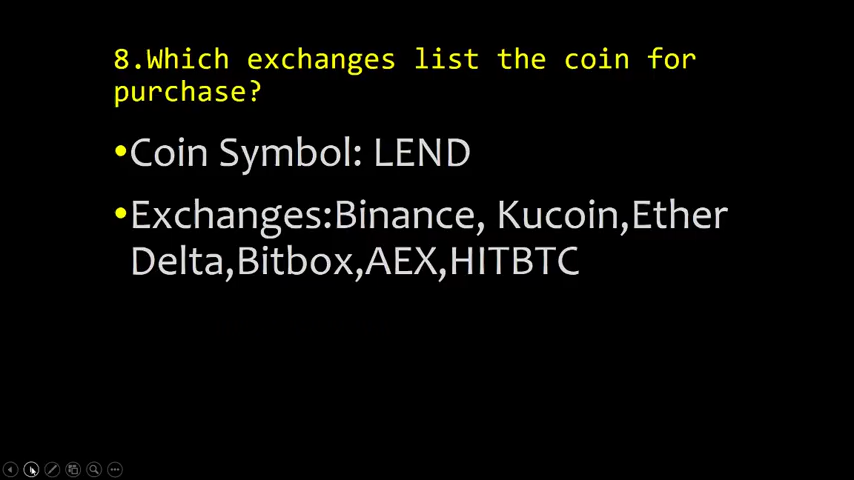 8.Which exchanges list the coin for
purchase?
•Coin Symbol: LEND
•Exchanges:Binance, Kucoin,Ether
Delta,Bitbox,AEX,HITBTC